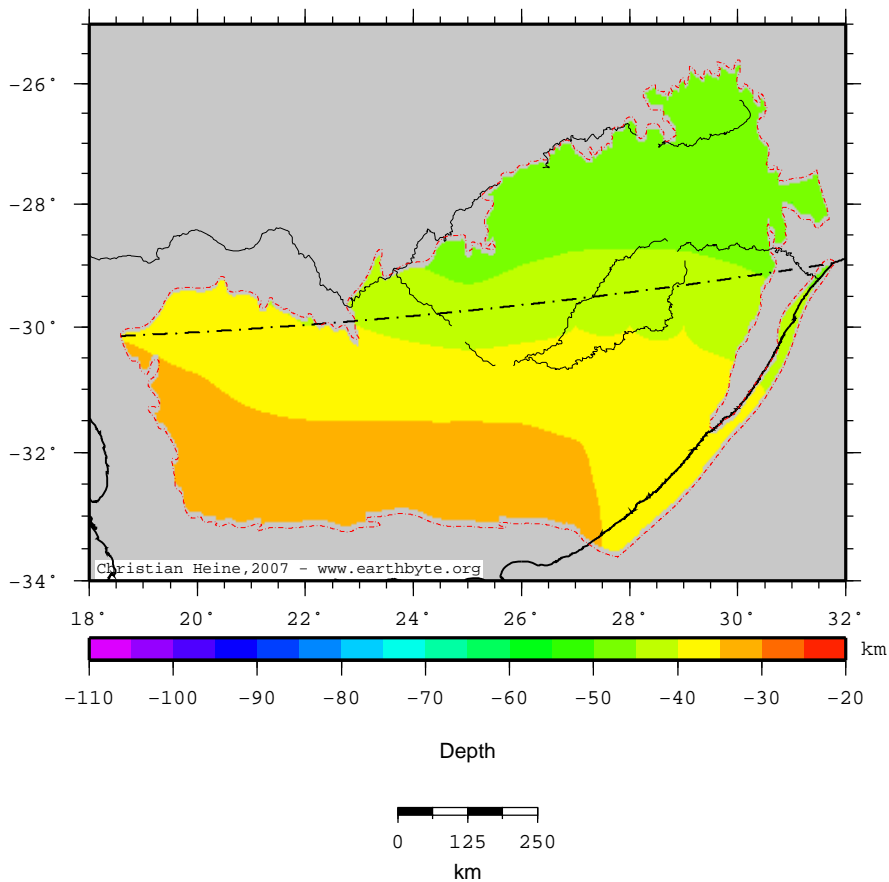 −26°
−28°
−30°
−32°
−34°
Christian Heine,2007 − www.earthbyte.org
18° 20° 22° 24° 26° 28° 30° 32°
km
−110 −100 −90 −80 −70 −60 −50 −40 −30 −20
Depth
0 125 250
km